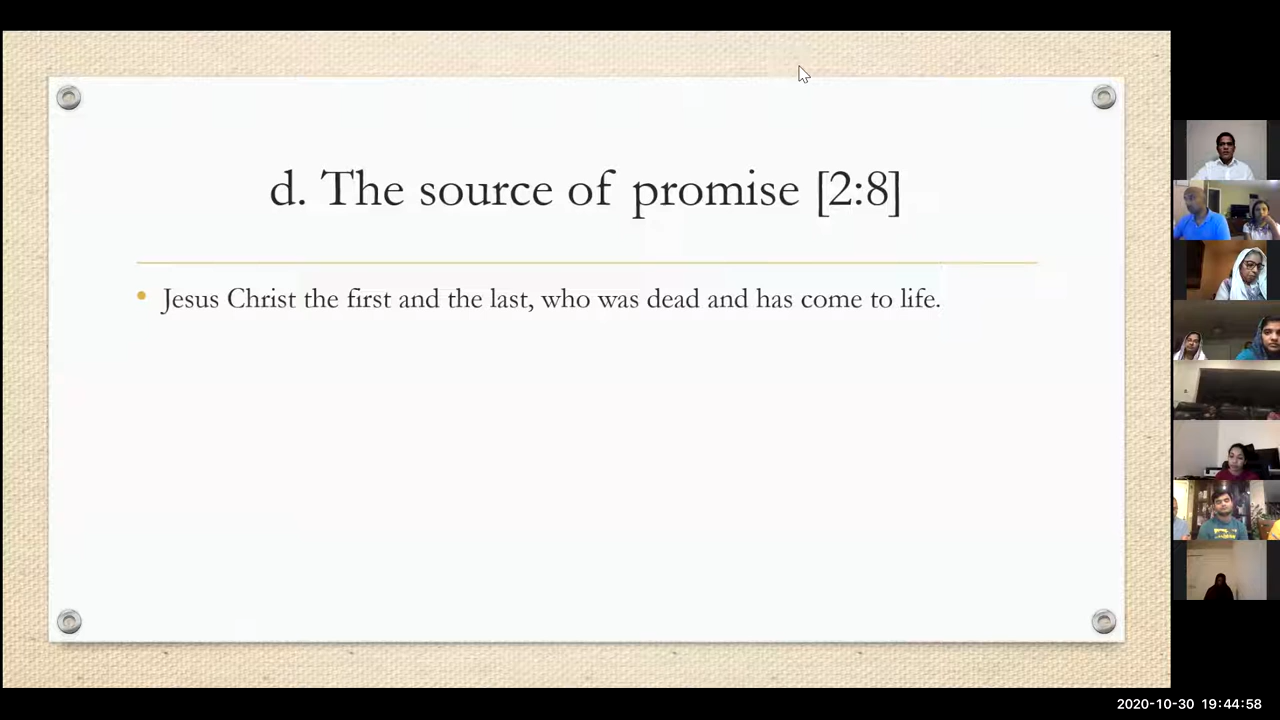 d. The source of promise [2:8]
• Jesus Christ the first and the last, who was dead and has come to life.
2020-10-30 19:44:58